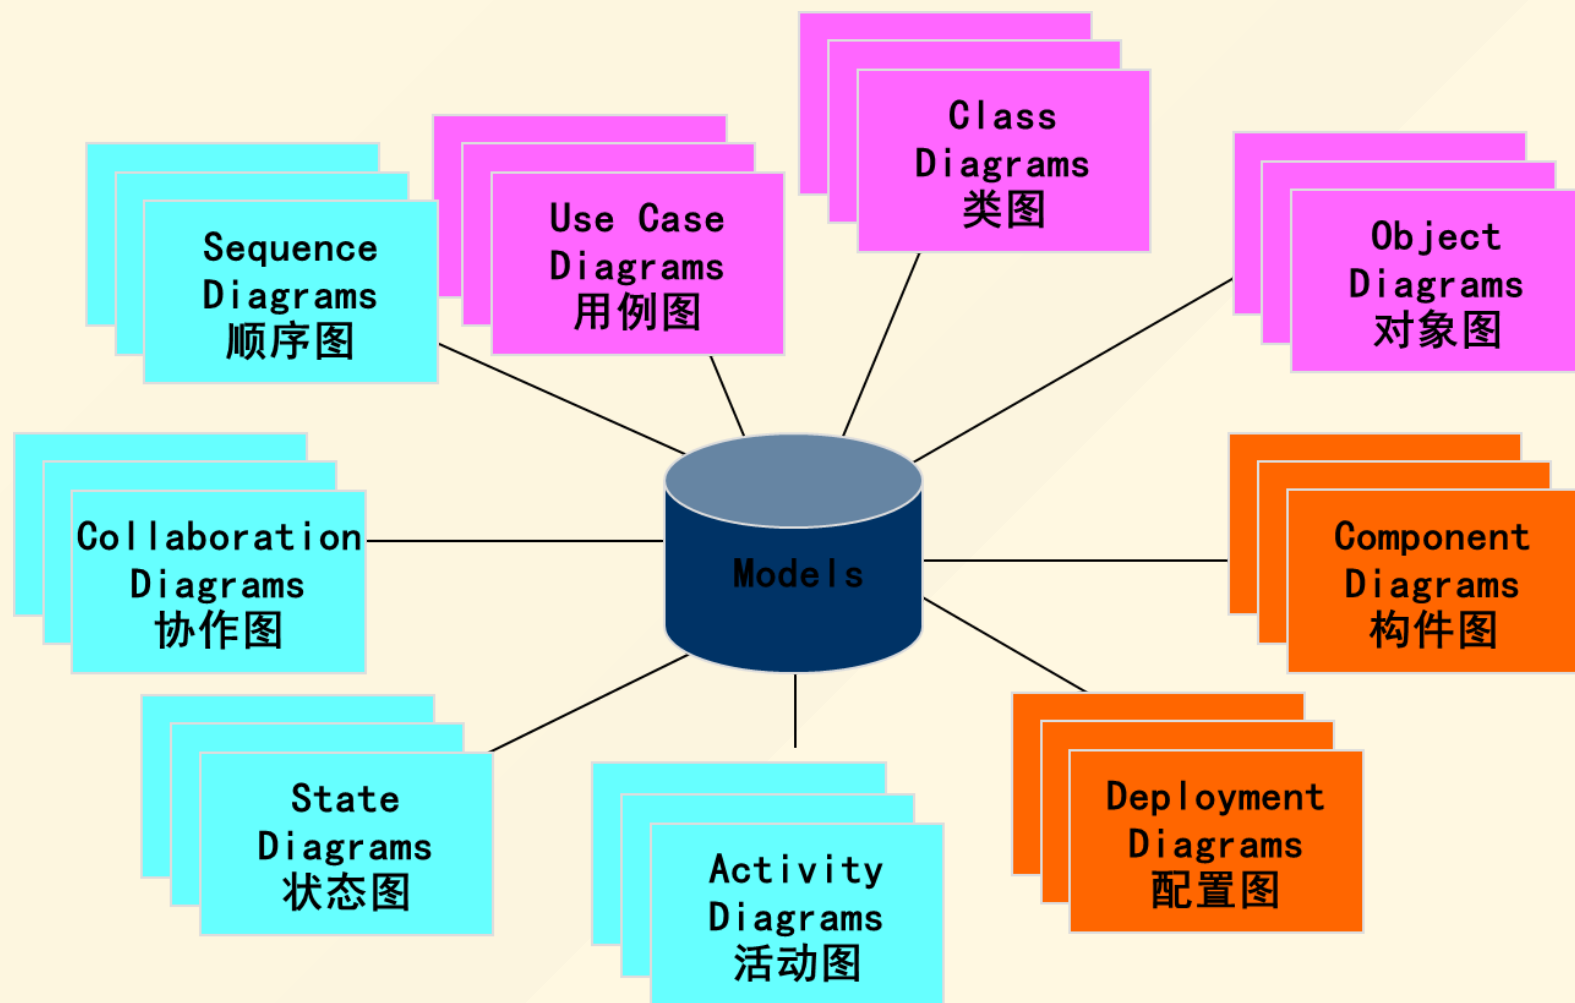 Class
Diagrams
类图
Use Case
Diagrams
用例图
Object
Diagrams
对象图
Sequence
Diagrams
顺序图
Collaboration
Diagrams
协作图
Models
Component
Diagrams
构件图
State
Diagrams
状态图
Deployment
Diagrams
配置图
Activity
Diagrams
活动图